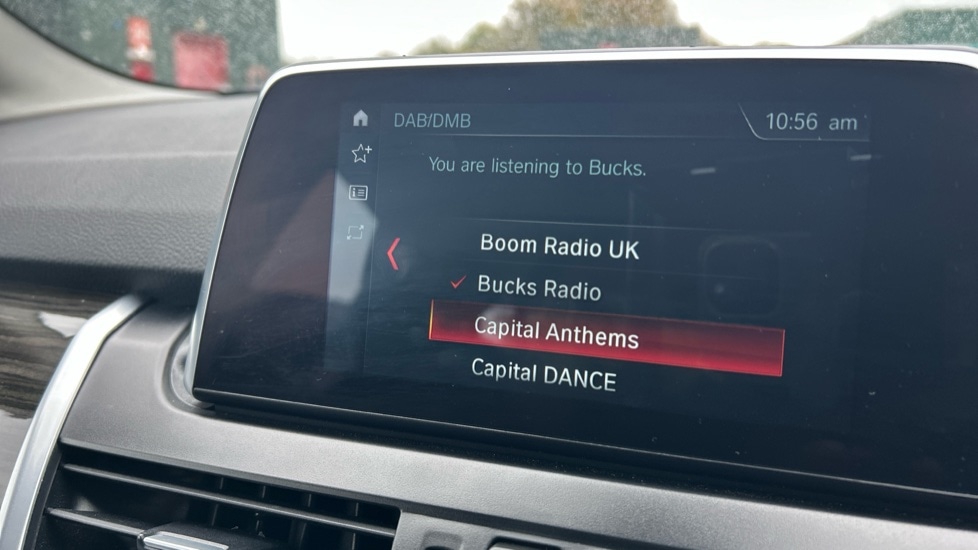 DAB/DMB
10:56 am
You are listening to Bucks.
Boom Radio UK
Bucks Radio
Capital Anthems
Capital DANCE